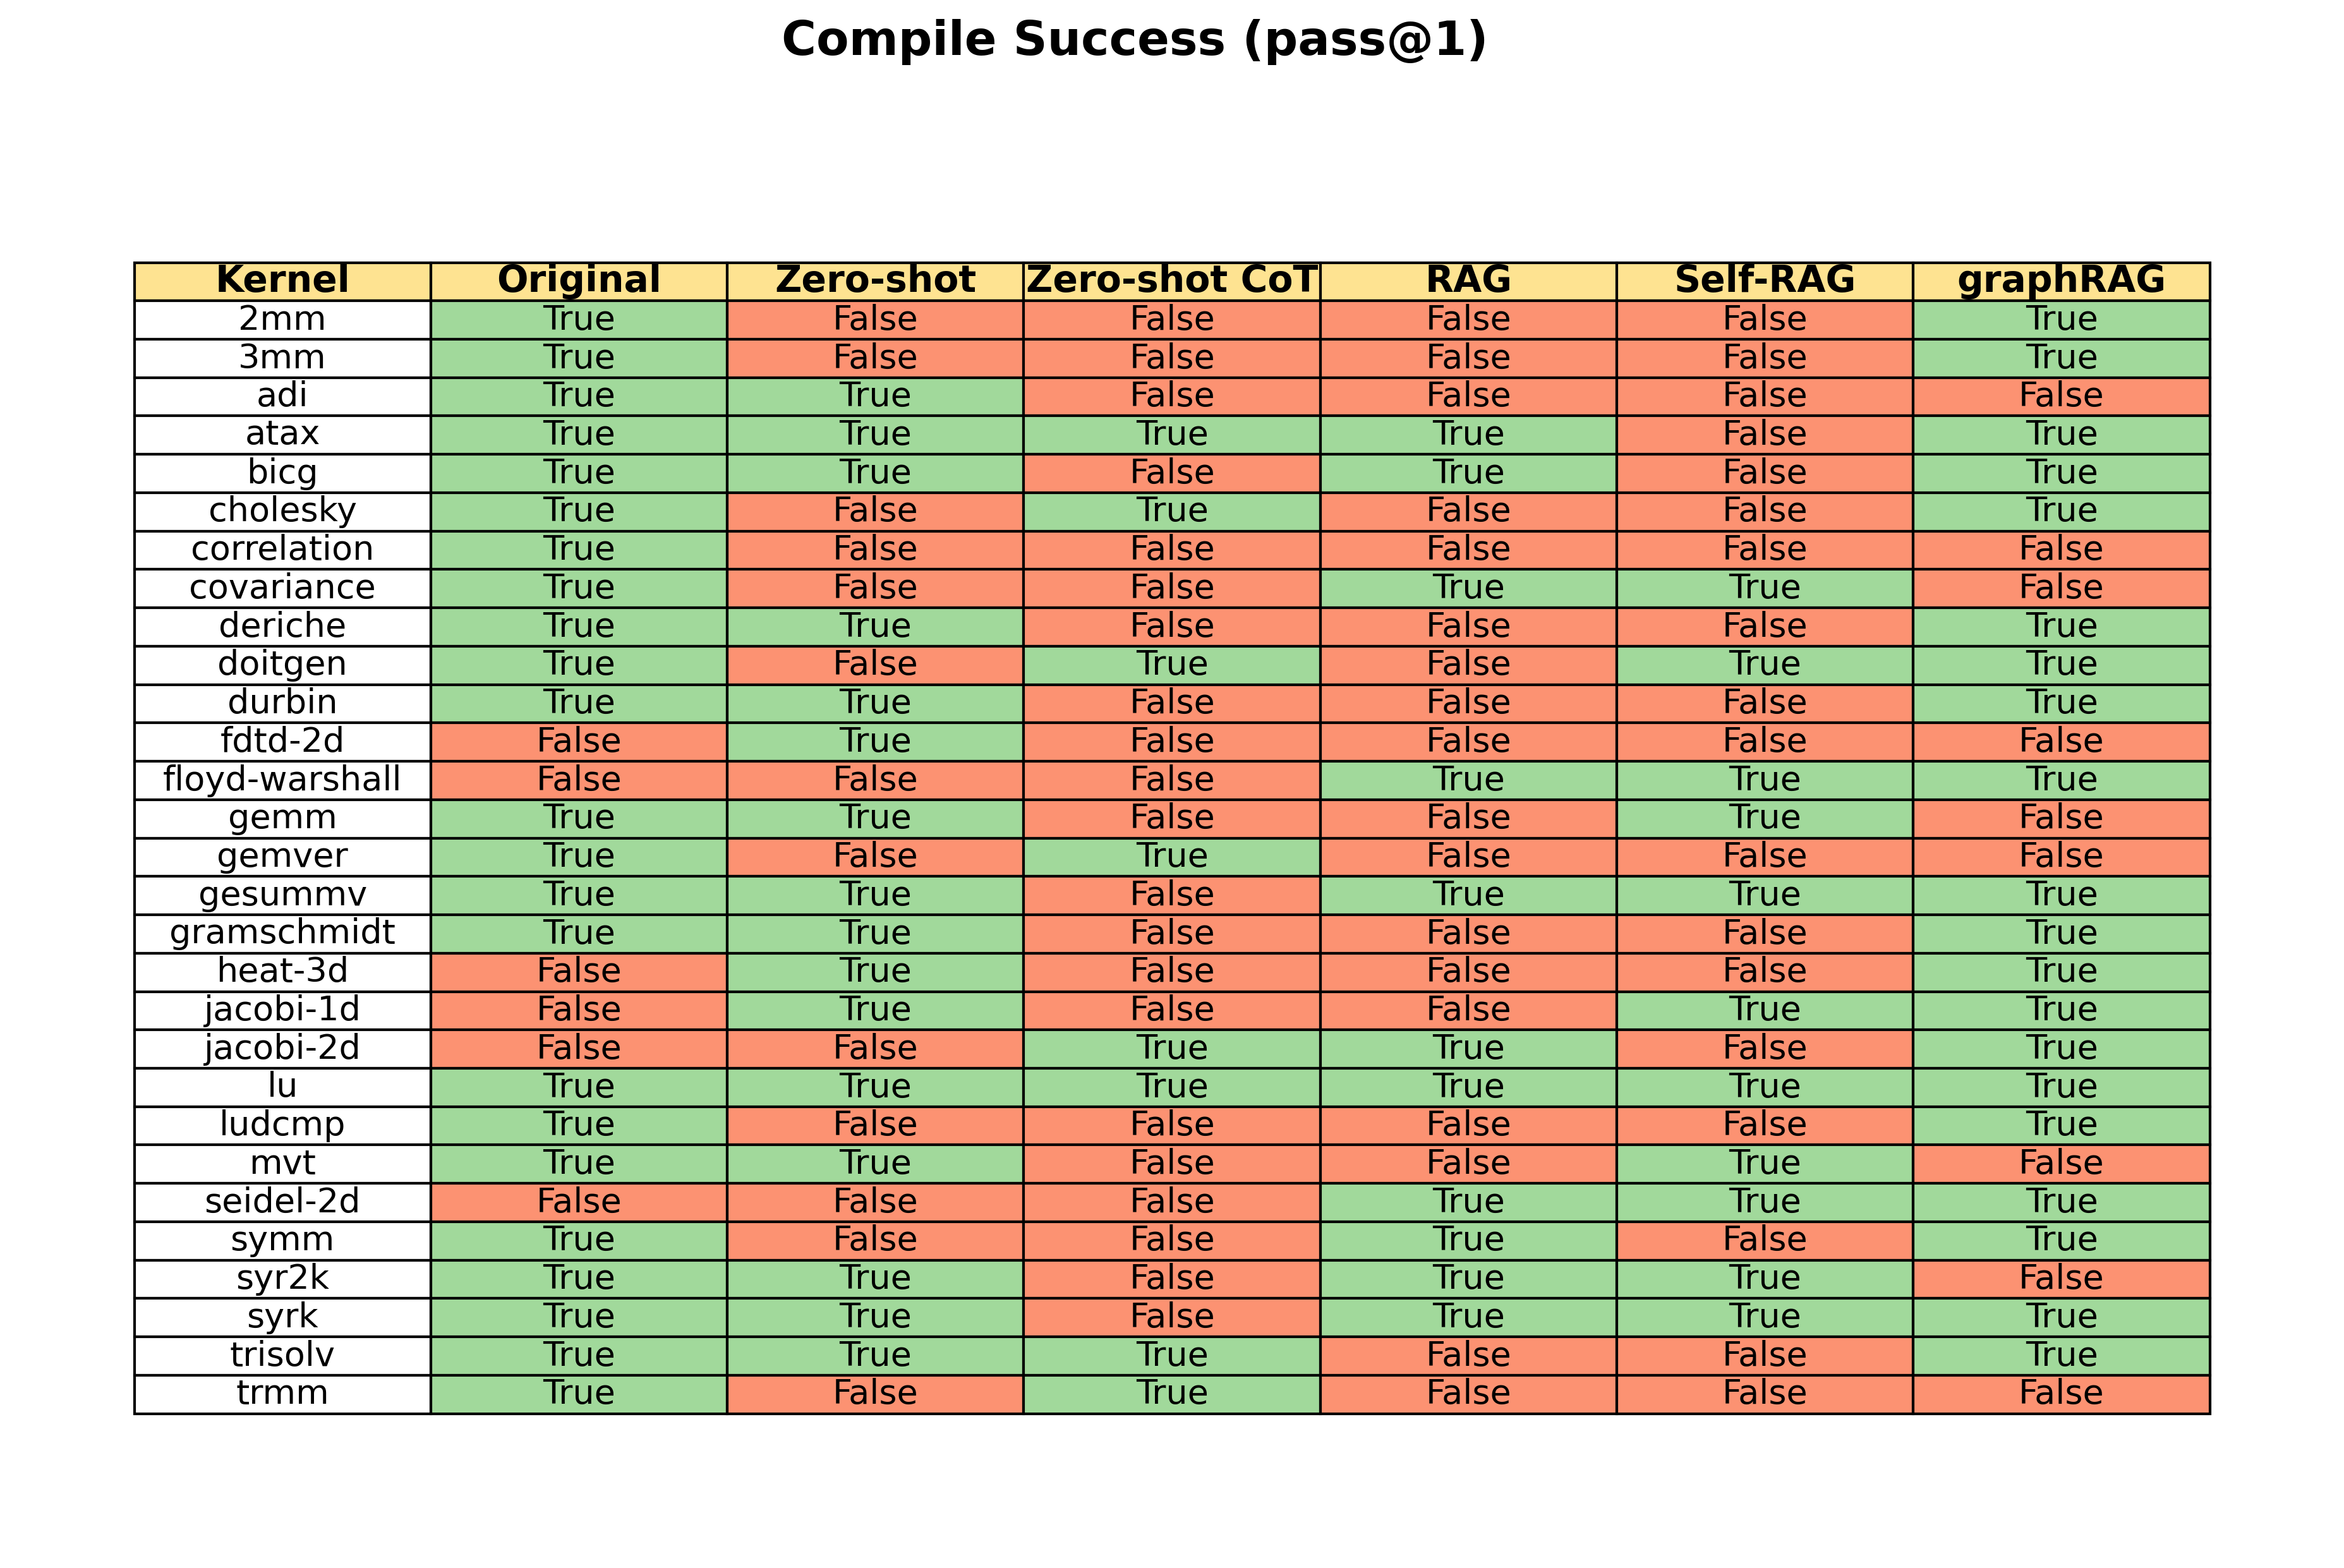 Compile Success (pass@1)
Kernel Original Zero-shot Zero-shot CoT RAG Self-RAG graphRAG
2mm True False False False False True
3mm True False False False False True
adi True True False False False False
atax True True True True False True
bicg True True False True False True
cholesky True False True False False True
correlation True False False False False False
covariance True False False True True False
deriche True True False False False True
doitgen True False True False True True
durbin True True False False False True
fdtd-2d False True False False False False
floyd-warshall False False False True True True
gemm True True False False True False
gemver True False True False False False
gesummv True True False True True True
gramschmidt True True False False False True
heat-3d False True False False False True
jacobi-1d False True False False True True
jacobi-2d False False True True False True
lu True True True True True True
ludcmp True False False False False True
mvt True True False False True False
seidel-2d False False False True True True
symm True False False True False True
syr2k True True False True True False
syrk True True False True True True
trisolv True True True False False True
trmm True False True False False False